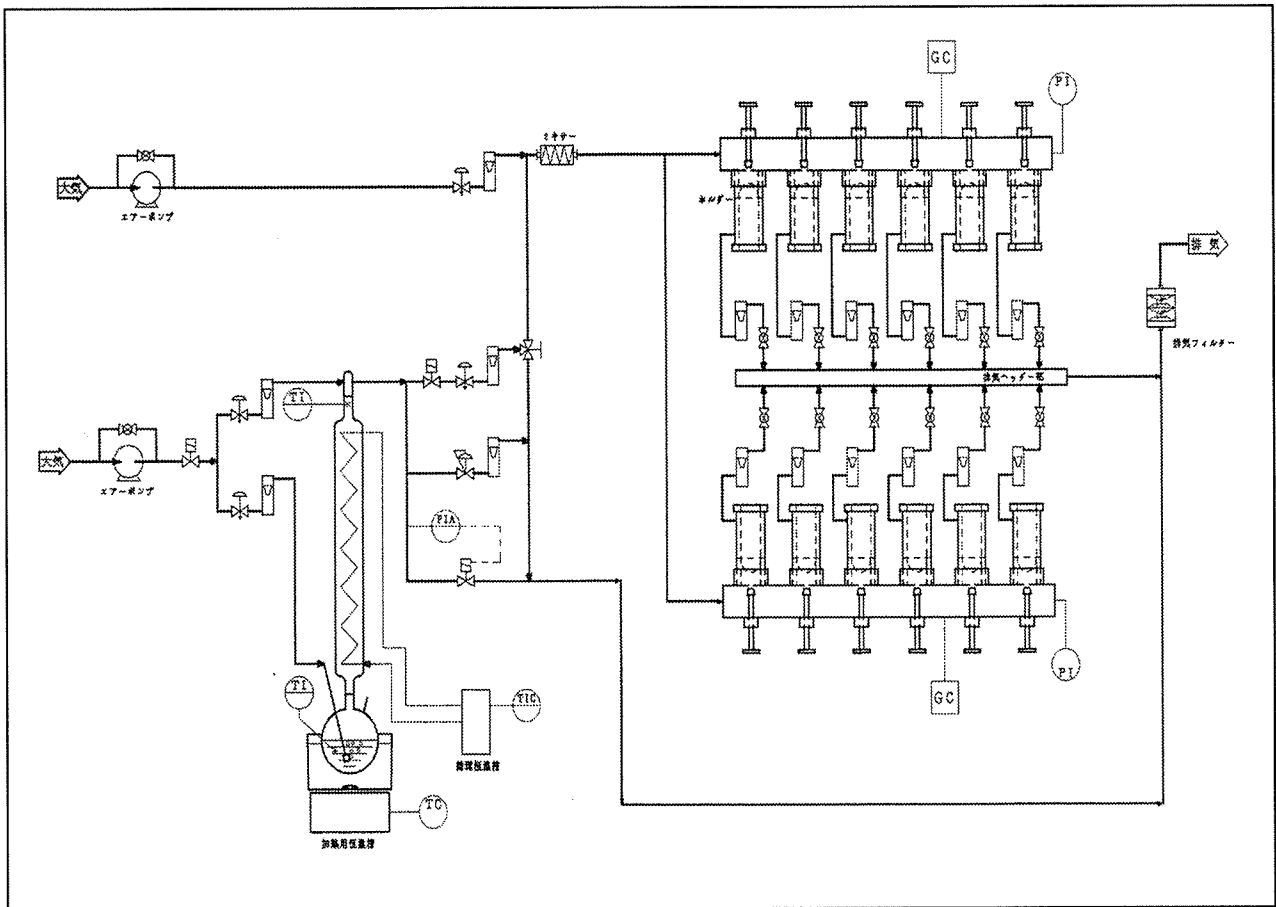 GC
PI
ミキサー
大気
エアーポンプ
ホルダー
排気
排気フィルター
TI
排気ヘッダー部
大気
エアーポンプ
PIA
TI
TIC
PI
GC
循環恒温槽
TC
加熱用恒温槽